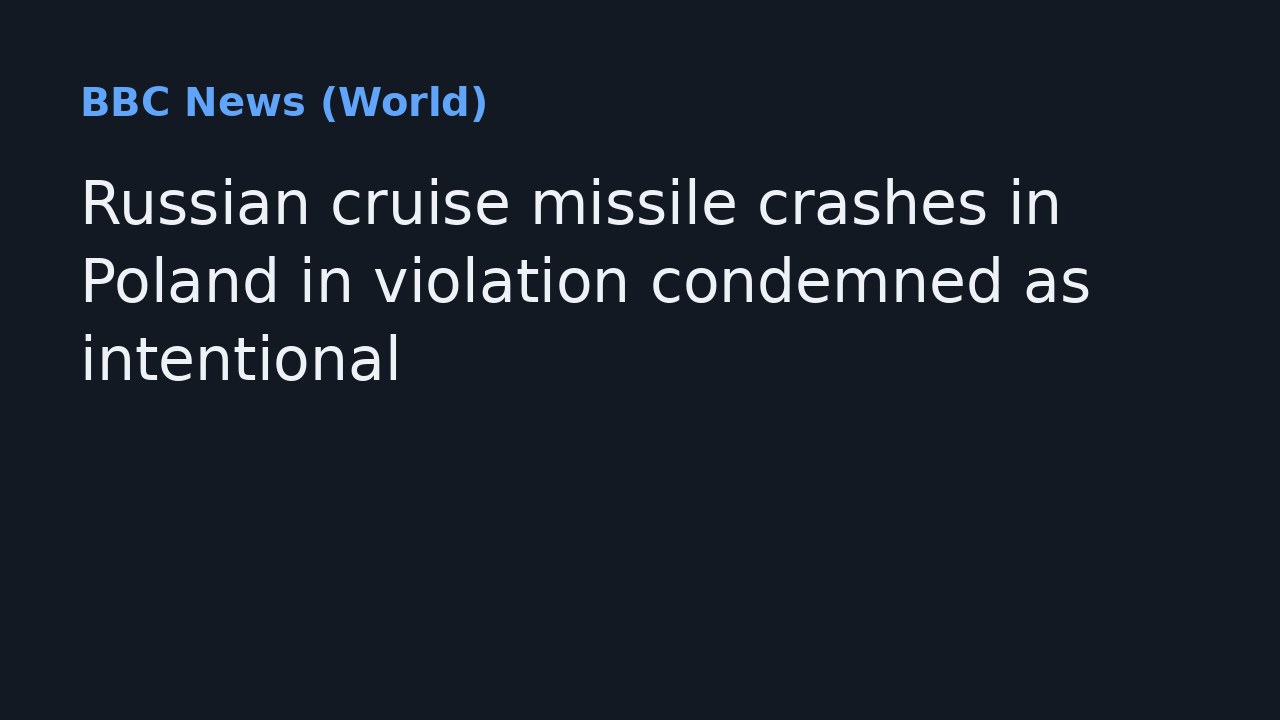 BBC News (World)
Russian cruise missile crashes in
Poland in violation condemned as
intentional